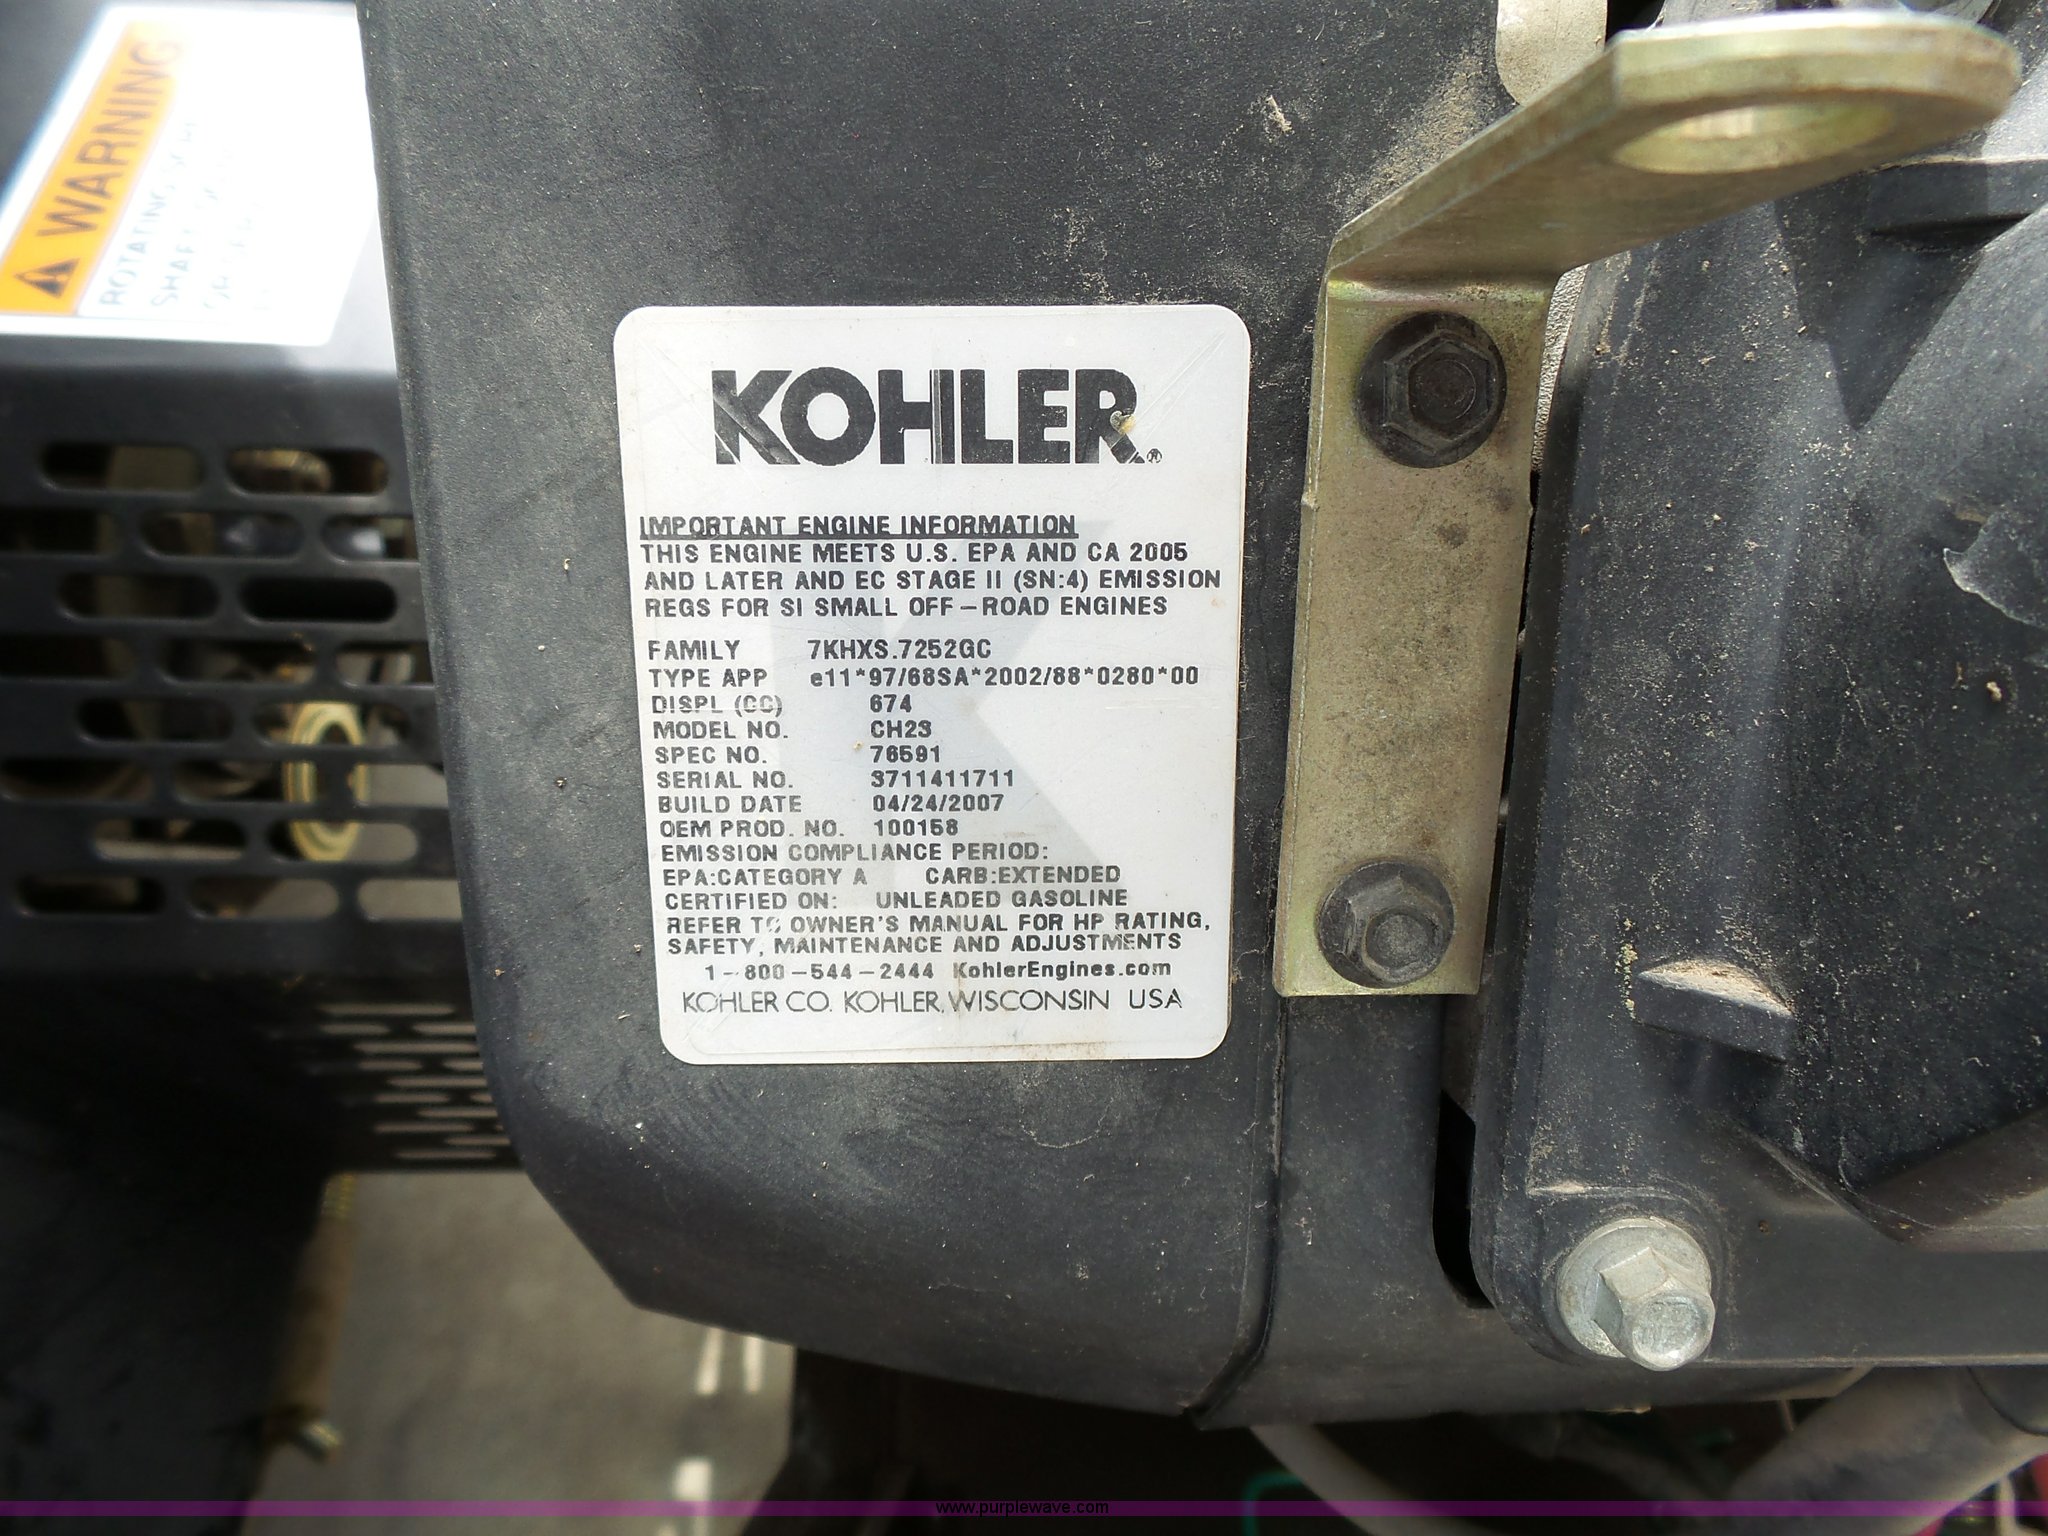 WARNING
ROTATING SCRE
SHAFT
KOHLER®
IMPORTANT ENGINE INFORMATION
THIS ENGINE MEETS U.S. EPA AND CA 2005
AND LATER AND EC STAGE II (SN:4) EMISSION
REGS FOR SI SMALL OFF-ROAD ENGINES
FAMILY 7KHXS.7252GC
TYPE APP e11*97/68SA*2002/88*0280*00
DISPL (CC) 674
MODEL NO. CH23
SPEC NO. 76591
SERIAL NO. 3711411711
BUILD DATE 04/24/2007
OEM PROD. NO. 100158
EMISSION COMPLIANCE PERIOD:
EPA:CATEGORY A CARB:EXTENDED
CERTIFIED ON: UNLEADED GASOLINE
REFER TO OWNER'S MANUAL FOR HP RATING,
SAFETY, MAINTENANCE AND ADJUSTMENTS
1-800-544-2444 KohlerEngines.com
KOHLER CO. KOHLER, WISCONSIN USA
www.purplewave.com